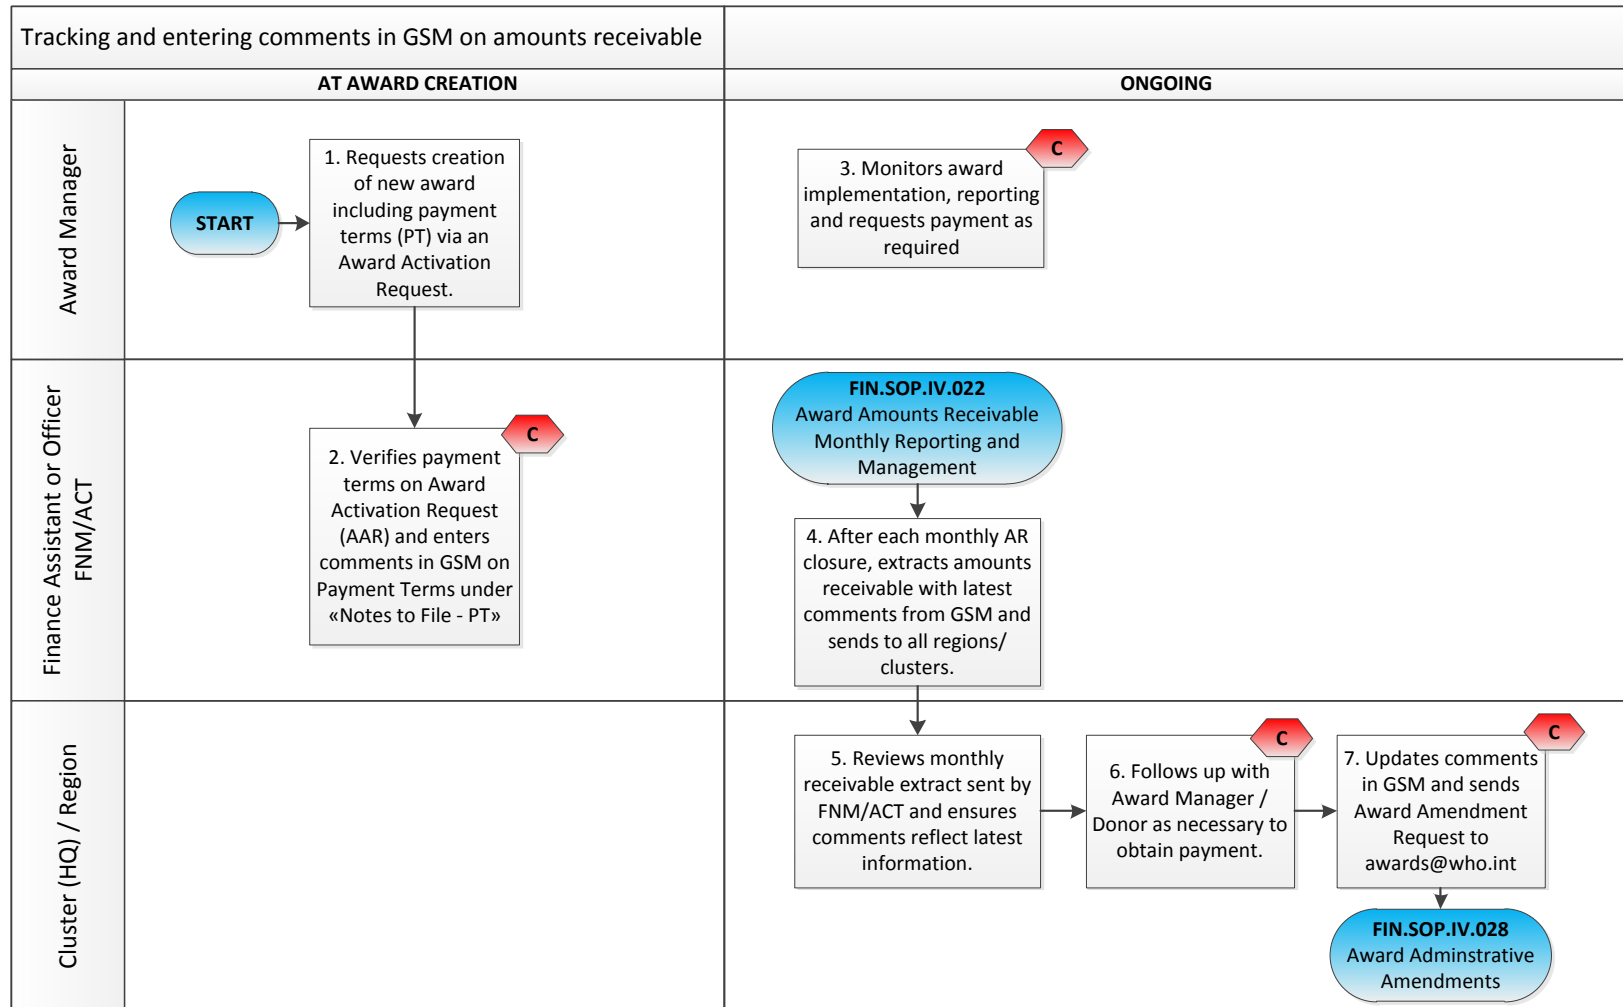 Tracking and entering comments in GSM on amounts receivable
AT AWARD CREATION
ONGOING
Award Manager
START
1. Requests creation
of new award
including payment
terms (PT) via an
Award Activation
Request.
C
3. Monitors award
implementation, reporting
and requests payment as
required
Finance Assistant or Officer
FNM/ACT
C
2. Verifies payment
terms on Award
Activation Request
(AAR) and enters
comments in GSM on
Payment Terms under
«Notes to File - PT»
FIN.SOP.IV.022
Award Amounts Receivable
Monthly Reporting and
Management
4. After each monthly AR
closure, extracts amounts
receivable with latest
comments from GSM and
sends to all regions/
clusters.
Cluster (HQ) / Region
5. Reviews monthly
receivable extract sent by
FNM/ACT and ensures
comments reflect latest
information.
C
6. Follows up with
Award Manager /
Donor as necessary to
obtain payment.
C
7. Updates comments
in GSM and sends
Award Amendment
Request to
awards@who.int
FIN.SOP.IV.028
Award Adminstrative
Amendments